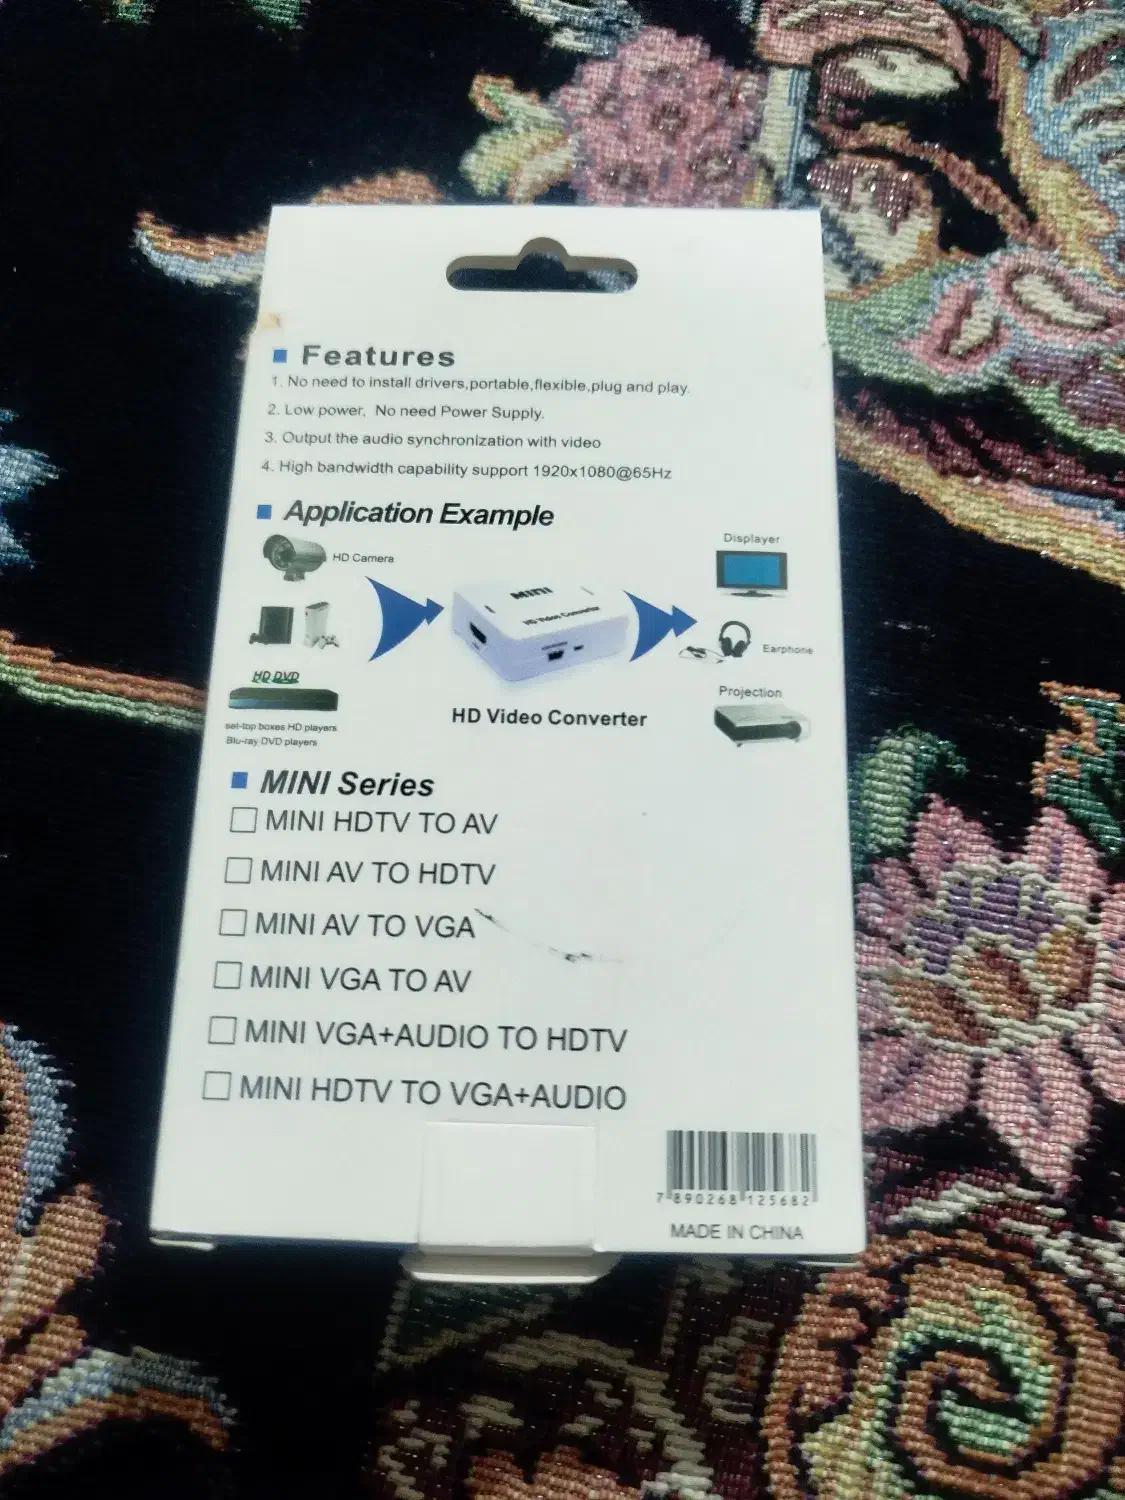 Features
1. No need to install drivers,portable,flexible,plug and play.
2. Low power, No need Power Supply.
3. Output the audio synchronization with video
4. High bandwidth capability support 1920x1080@65Hz
Application Example
HD Camera
HD DVD
set-top boxes HD players
Blu-ray DVD players
MINI
HD Video Converter
HD Video Converter
Displayer
Earphone
Projection
MINI Series
MINI HDTV TO AV
MINI AV TO HDTV
MINI AV TO VGA
MINI VGA TO AV
MINI VGA+AUDIO TO HDTV
MINI HDTV TO VGA+AUDIO
7 890268 125682
MADE IN CHINA